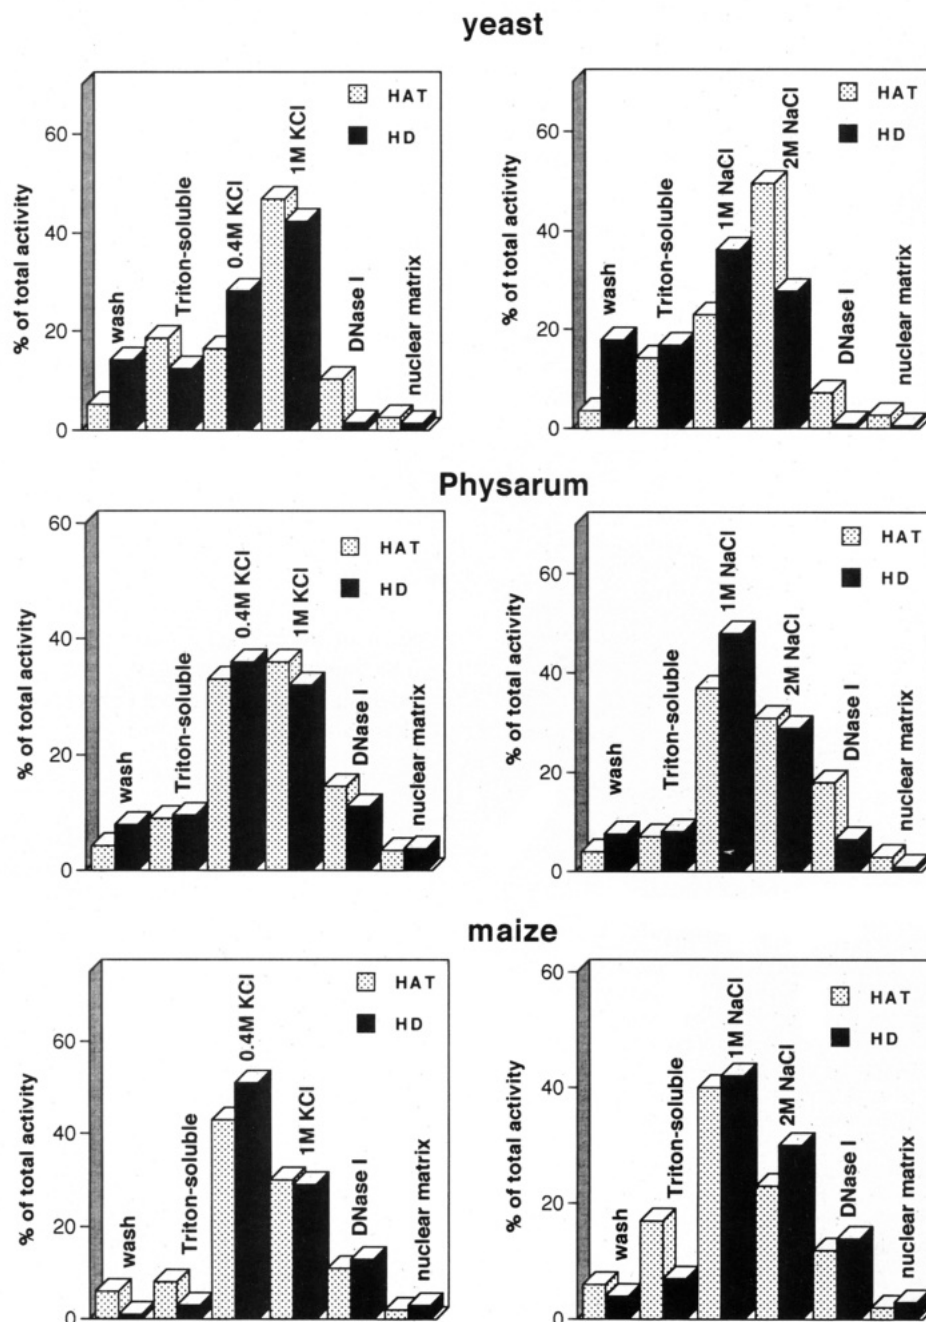 yeast
HAT
HD
% of total activity
60
40
20
0
wash
Triton-soluble
0.4M KCl
1M KCl
DNase I
nuclear matrix
HAT
HD
% of total activity
60
40
20
0
wash
Triton-soluble
1M NaCl
2M NaCl
DNase I
nuclear matrix
Physarum
HAT
HD
% of total activity
60
40
20
0
wash
Triton-soluble
0.4M KCl
1M KCl
DNase I
nuclear matrix
HAT
HD
% of total activity
60
40
20
0
wash
Triton-soluble
1M NaCl
2M NaCl
DNase I
nuclear matrix
maize
HAT
HD
% of total activity
60
40
20
0
wash
Triton-soluble
0.4M KCl
1M KCl
DNase I
nuclear matrix
HAT
HD
% of total activity
60
40
20
0
wash
Triton-soluble
1M NaCl
2M NaCl
DNase I
nuclear matrix